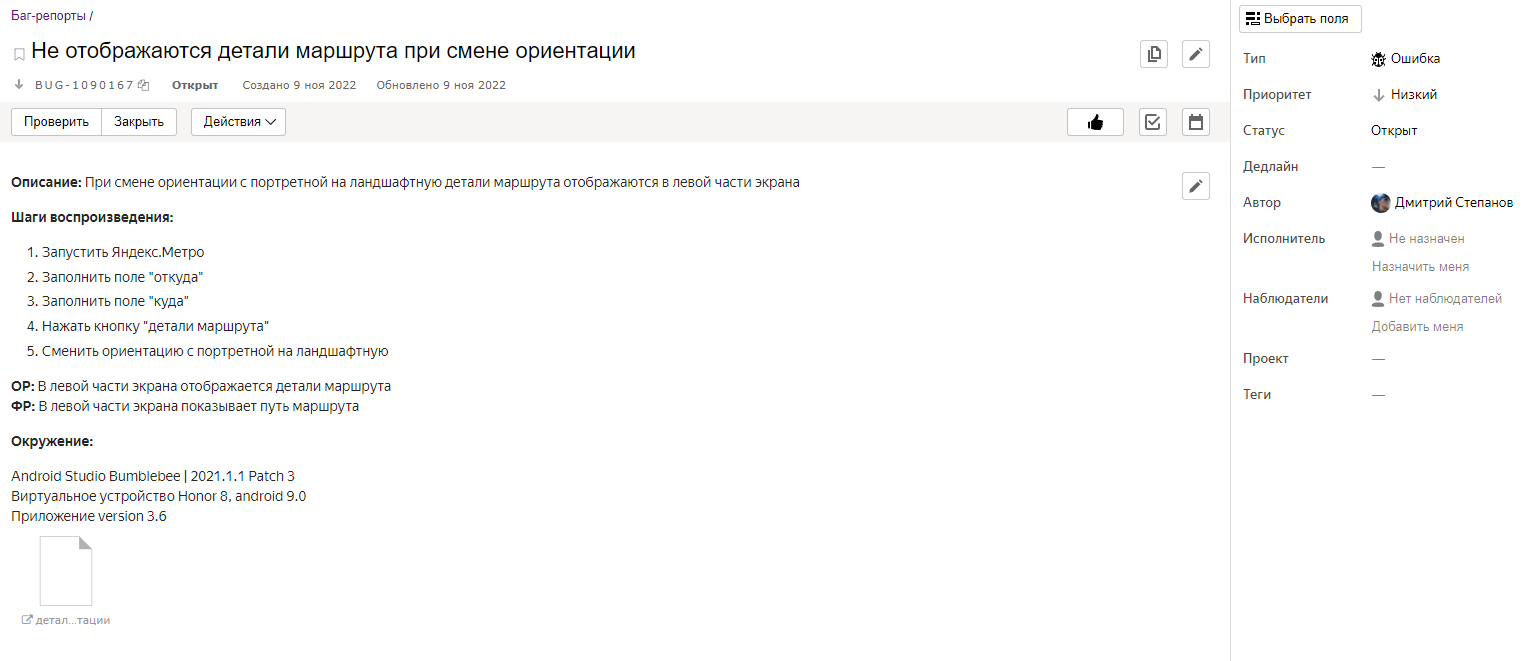 Баг-репорты /
Не отображаются детали маршрута при смене ориентации
BUG-1090167 Открыт Создано 9 ноя 2022 Обновлено 9 ноя 2022
Проверить Закрыть Действия
Описание: При смене ориентации с портретной на ландшафтную детали маршрута отображаются в левой части экрана
Шаги воспроизведения:
1. Запустить Яндекс.Метро
2. Заполнить поле "откуда"
3. Заполнить поле "куда"
4. Нажать кнопку "детали маршрута"
5. Сменить ориентацию с портретной на ландшафтную
ОР: В левой части экрана отображается детали маршрута
ФР: В левой части экрана показывает путь маршрута
Окружение:
Android Studio Bumblebee | 2021.1.1 Patch 3
Виртуальное устройство Honor 8, android 9.0
Приложение version 3.6
детал...тации
Выбрать поля
Тип Ошибка
Приоритет Низкий
Статус Открыт
Дедлайн —
Автор Дмитрий Степанов
Исполнитель Не назначен
Назначить меня
Наблюдатели Нет наблюдателей
Добавить меня
Проект —
Теги —